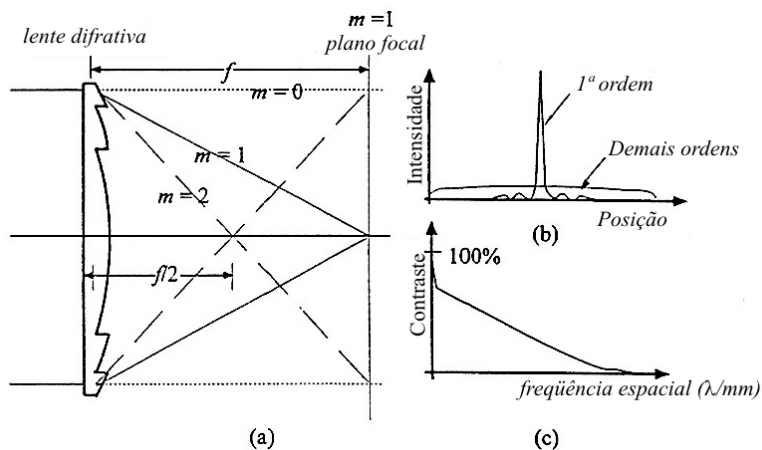 lente difrativa
m = 1
plano focal
f
m = 0
m = 1
m = 2
f/2
(a)
Intensidade
1ª ordem
Demais ordens
Posição
(b)
Contraste
100%
freqüência espacial (λ/mm)
(c)